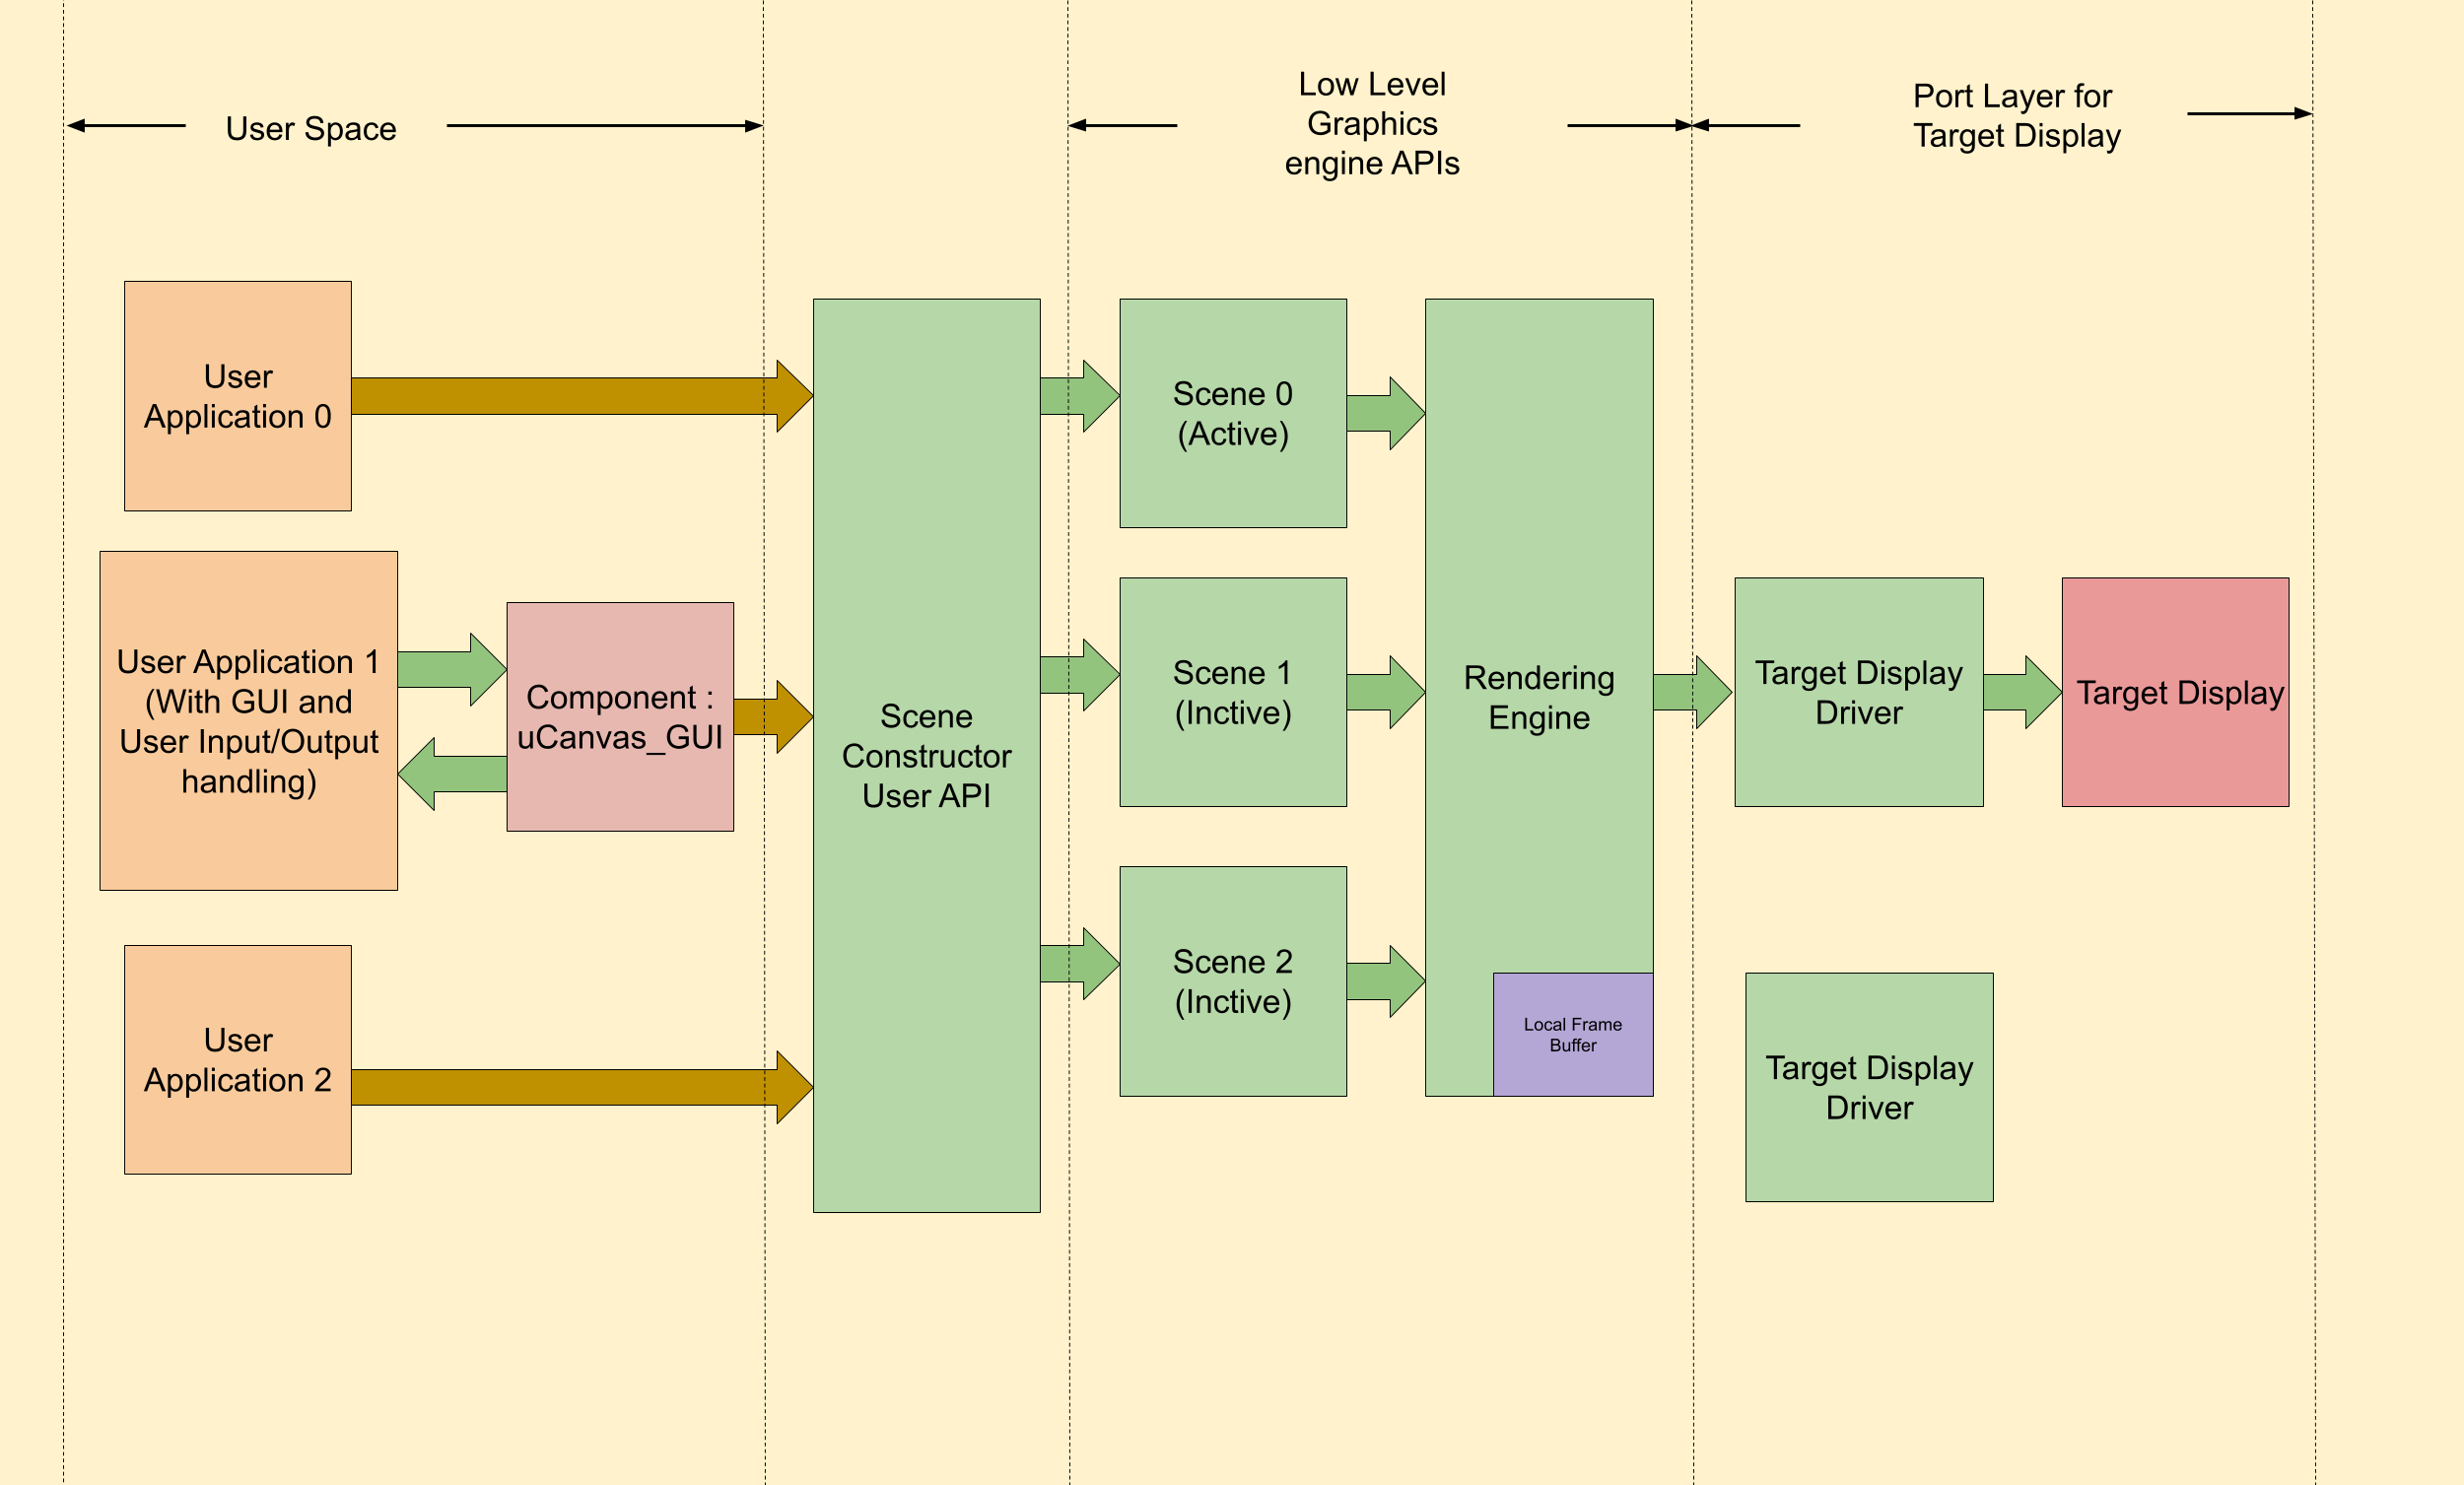 User Space
Low Level
Graphics
engine APIs
Port Layer for
Target Display
User
Application 0
User Application 1
(With GUI and
User Input/Output
handling)
Component :
uCanvas_GUI
User
Application 2
Scene
Constructor
User API
Scene 0
(Active)
Scene 1
(Inctive)
Scene 2
(Inctive)
Rendering
Engine
Local Frame
Buffer
Target Display
Driver
Target Display
Target Display
Driver